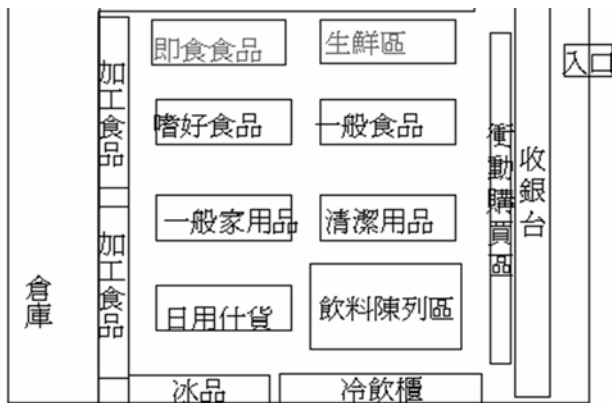 即食食品
生鮮區
入口
加工食品
嗜好食品
一般食品
衝動購買區
收銀台
一般家用品
清潔用品
加工食品
倉庫
日用什貨
飲料陳列區
冰品
冷飲櫃